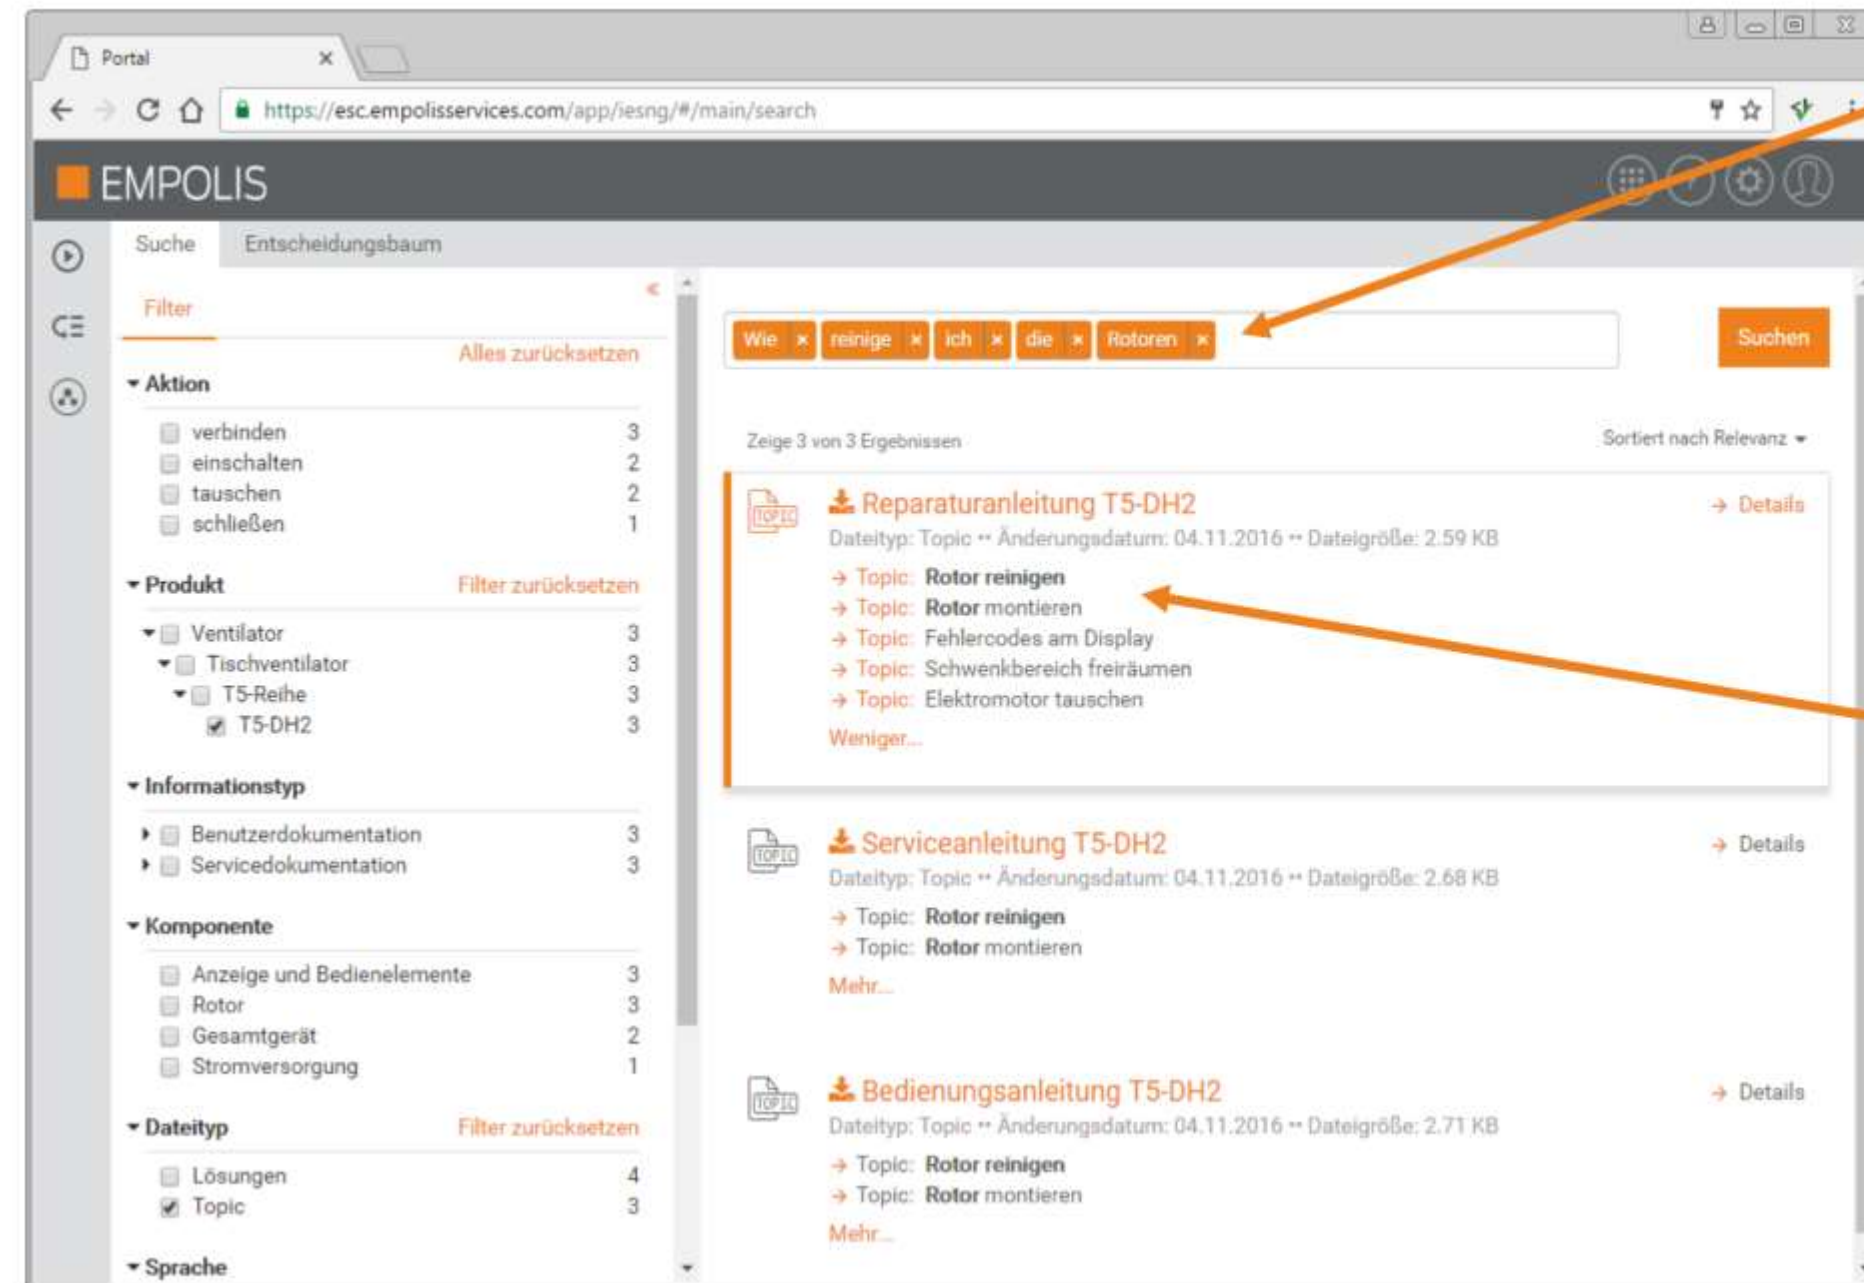 Portal
https://esc.empolisservices.com/app/iesng/#/main/search
EMPOLIS
Suche Entscheidungsbaum
Filter
Alles zurücksetzen
Aktion
verbinden 3
einschalten 2
tauschen 2
schließen 1
Produkt Filter zurücksetzen
Ventilator 3
Tischventilator 3
T5-Reihe 3
T5-DH2 3
Informationstyp
Benutzerdokumentation 3
Servicedokumentation 3
Komponente
Anzeige und Bedienelemente 3
Rotor 3
Gesamtgerät 2
Stromversorgung 1
Dateityp Filter zurücksetzen
Lösungen 4
Topic 3
Sprache
Wie × reinige × ich × die × Rotoren ×
Suchen
Zeige 3 von 3 Ergebnissen Sortiert nach Relevanz
TOPIC
Reparaturanleitung T5-DH2 → Details
Dateityp: Topic •• Änderungsdatum: 04.11.2016 •• Dateigröße: 2.59 KB
→ Topic: Rotor reinigen
→ Topic: Rotor montieren
→ Topic: Fehlercodes am Display
→ Topic: Schwenkbereich freiräumen
→ Topic: Elektromotor tauschen
Weniger...
TOPIC
Serviceanleitung T5-DH2 → Details
Dateityp: Topic •• Änderungsdatum: 04.11.2016 •• Dateigröße: 2.68 KB
→ Topic: Rotor reinigen
→ Topic: Rotor montieren
Mehr...
TOPIC
Bedienungsanleitung T5-DH2 → Details
Dateityp: Topic •• Änderungsdatum: 04.11.2016 •• Dateigröße: 2.71 KB
→ Topic: Rotor reinigen
→ Topic: Rotor montieren
Mehr...